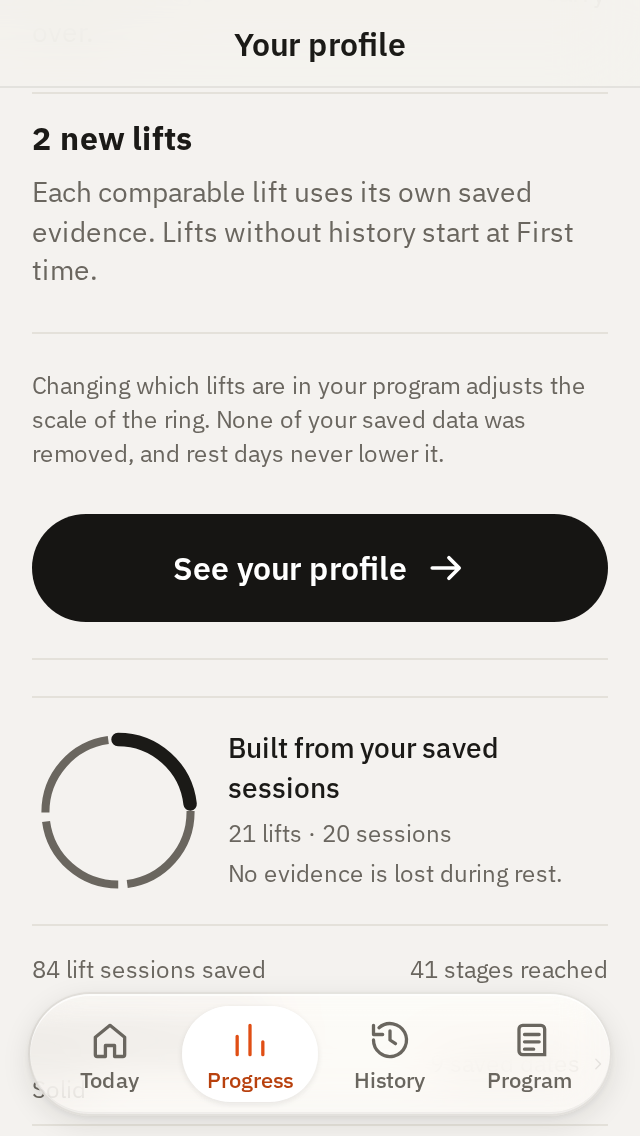 Your profile
2 new lifts
Each comparable lift uses its own saved
evidence. Lifts without history start at First
time.
Changing which lifts are in your program adjusts the
scale of the ring. None of your saved data was
removed, and rest days never lower it.
See your profile
Built from your saved
sessions
21 lifts · 20 sessions
No evidence is lost during rest.
84 lift sessions saved
41 stages reached
Solid
Today
Progress
History
Program